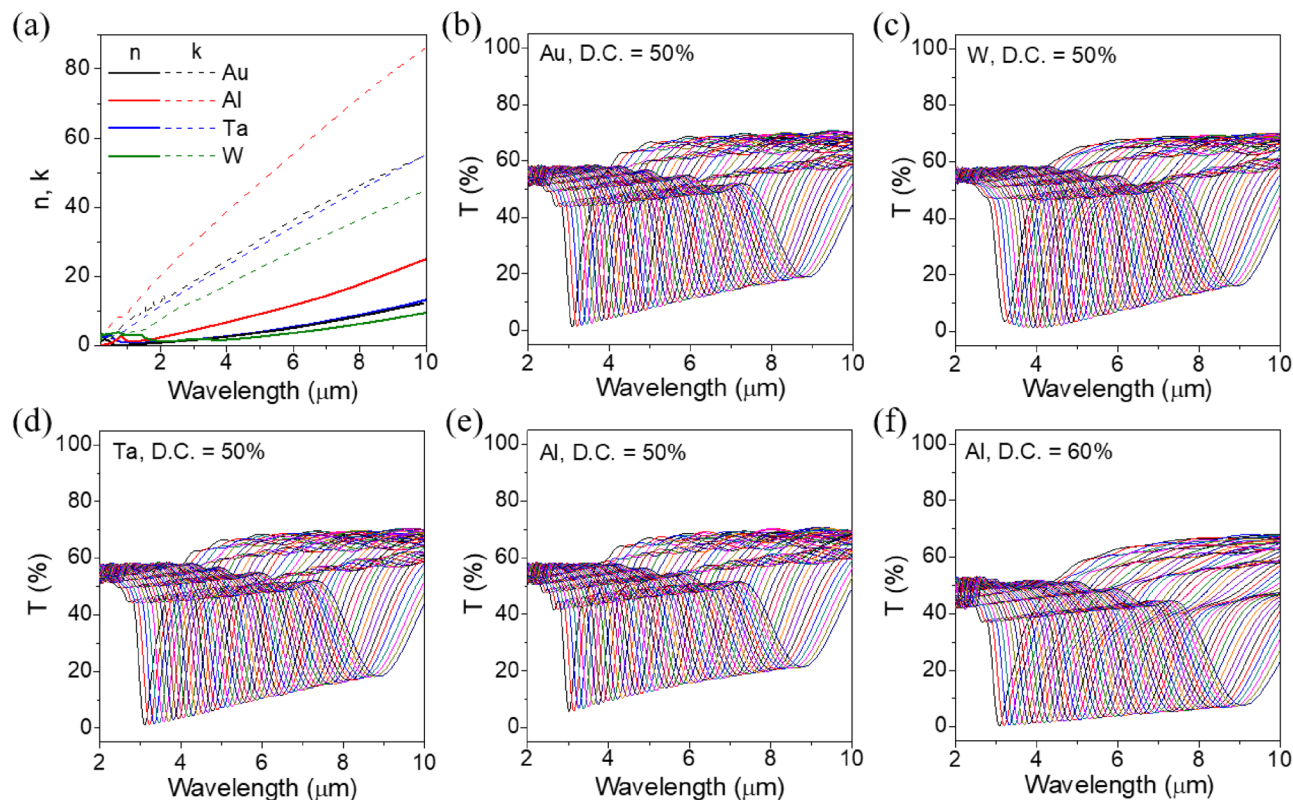 (a)
n k
Au
Al
Ta
W
n, k
80
60
40
20
0
2 4 6 8 10
Wavelength (μm)
(b)
Au, D.C. = 50%
T (%)
100
80
60
40
20
0
2 4 6 8 10
Wavelength (μm)
(c)
W, D.C. = 50%
T (%)
100
80
60
40
20
0
2 4 6 8 10
Wavelength (μm)
(d)
Ta, D.C. = 50%
T (%)
100
80
60
40
20
0
2 4 6 8 10
Wavelength (μm)
(e)
Al, D.C. = 50%
T (%)
100
80
60
40
20
0
2 4 6 8 10
Wavelength (μm)
(f)
Al, D.C. = 60%
T (%)
100
80
60
40
20
0
2 4 6 8 10
Wavelength (μm)